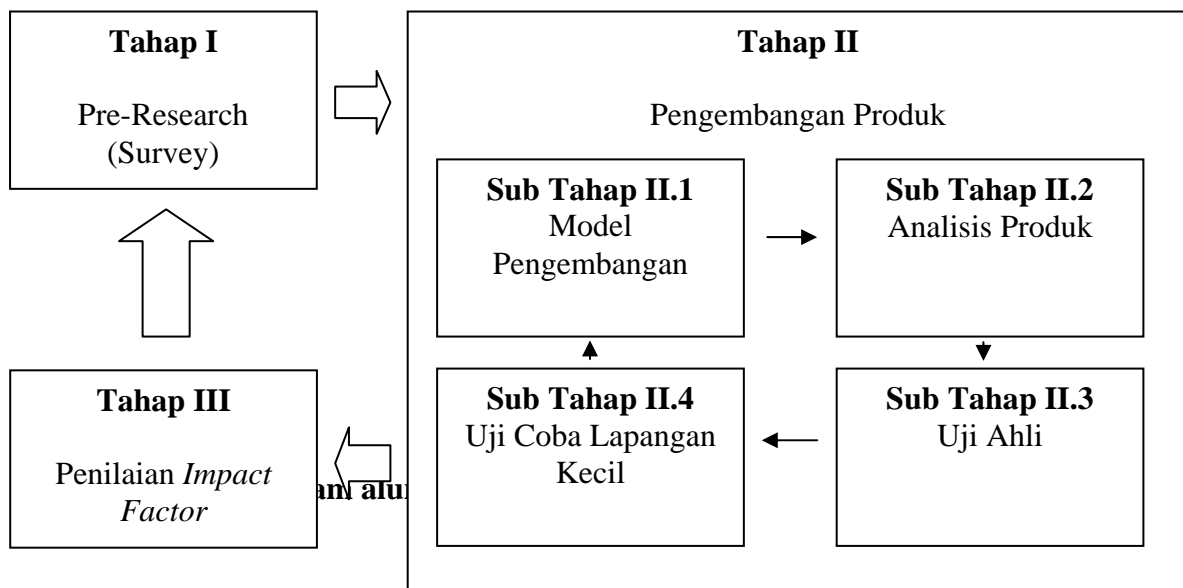 Tahap I
Pre-Research
(Survey)
Tahap II
Pengembangan Produk
Sub Tahap II.1
Model
Pengembangan
Sub Tahap II.2
Analisis Produk
Sub Tahap II.3
Uji Ahli
Sub Tahap II.4
Uji Coba Lapangan
Kecil
Tahap III
Penilaian Impact
Factor